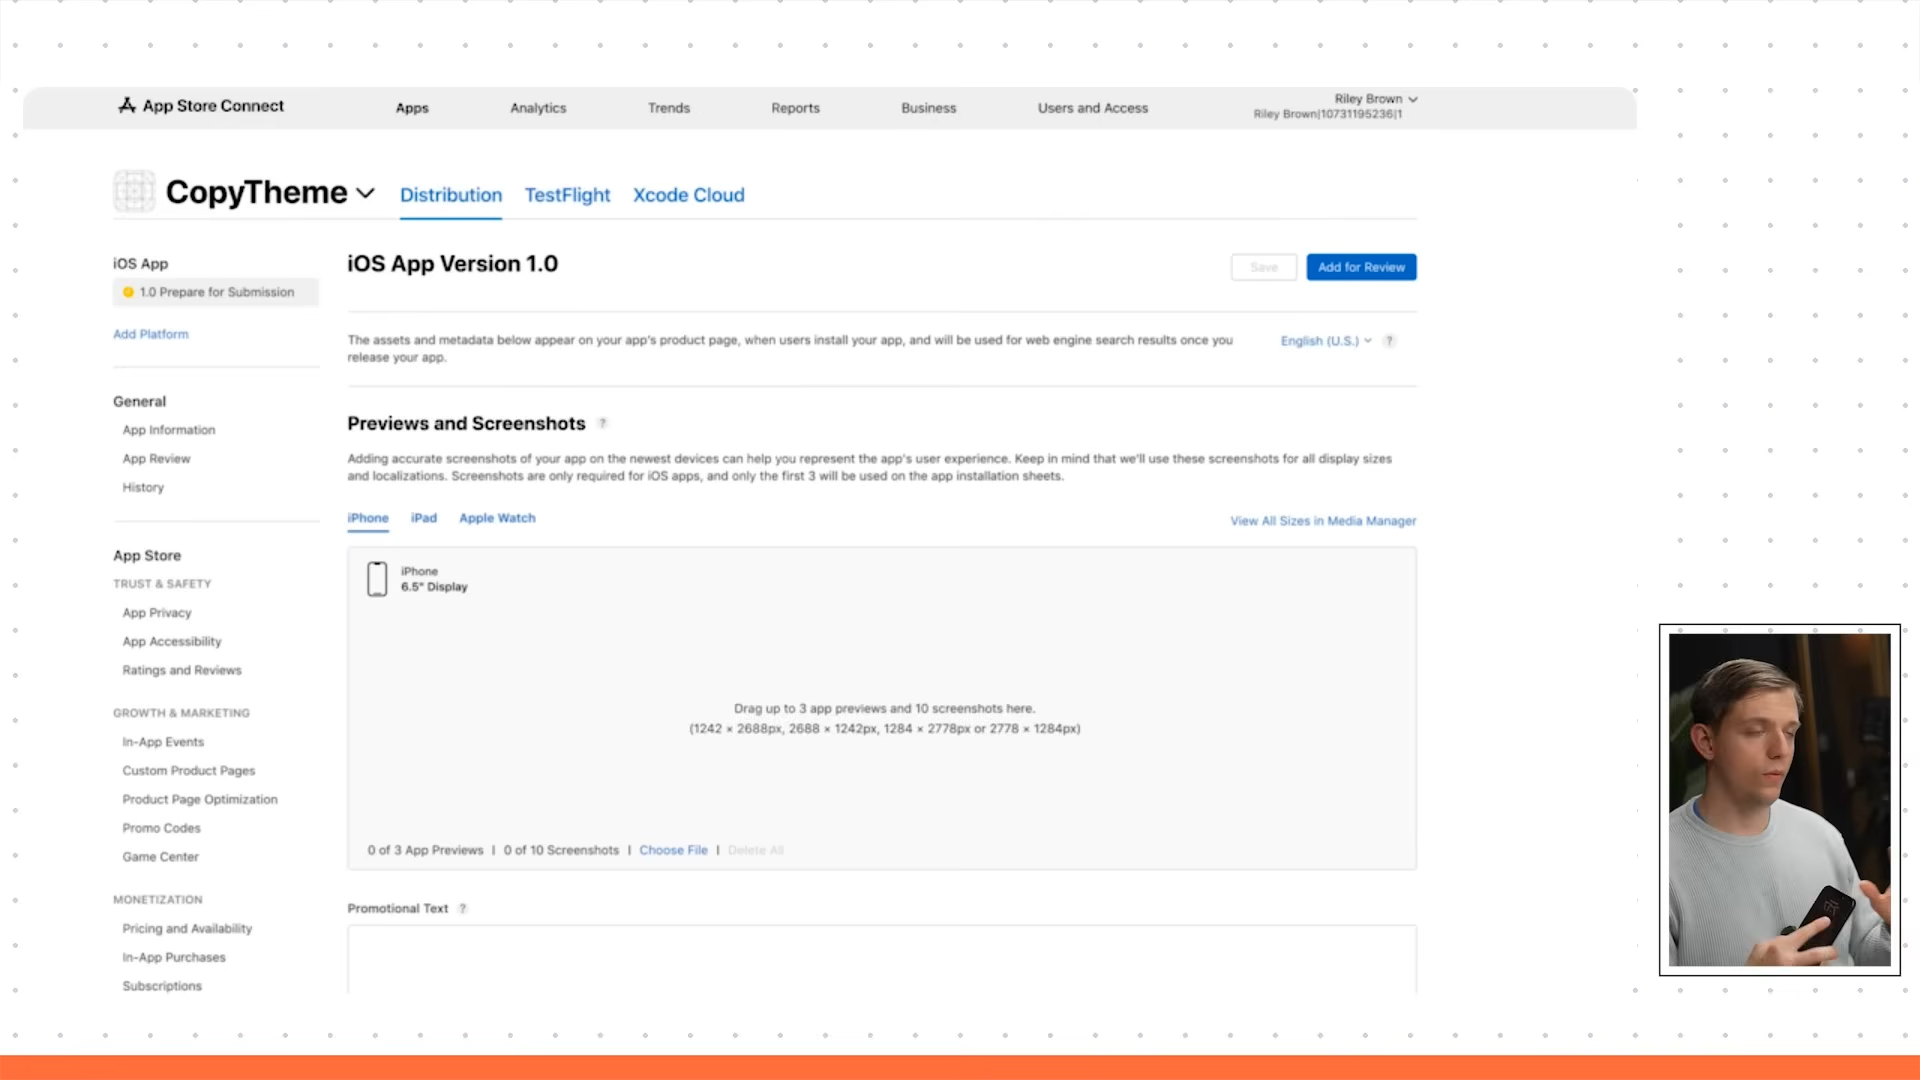 App Store Connect
Apps
Analytics
Trends
Reports
Business
Users and Access
Riley Brown
Riley Brown|10731195236|1
CopyTheme
Distribution
TestFlight
Xcode Cloud
iOS App
1.0 Prepare for Submission
Add Platform
General
App Information
App Review
History
App Store
TRUST & SAFETY
App Privacy
App Accessibility
Ratings and Reviews
GROWTH & MARKETING
In-App Events
Custom Product Pages
Product Page Optimization
Promo Codes
Game Center
MONETIZATION
Pricing and Availability
In-App Purchases
Subscriptions
iOS App Version 1.0
Save
Add for Review
The assets and metadata below appear on your app's product page, when users install your app, and will be used for web engine search results once you
release your app.
English (U.S.)
?
Previews and Screenshots ?
Adding accurate screenshots of your app on the newest devices can help you represent the app's user experience. Keep in mind that we'll use these screenshots for all display sizes
and localizations. Screenshots are only required for iOS apps, and only the first 3 will be used on the app installation sheets.
iPhone
iPad
Apple Watch
View All Sizes in Media Manager
iPhone
6.5" Display
Drag up to 3 app previews and 10 screenshots here.
(1242 × 2688px, 2688 × 1242px, 1284 × 2778px or 2778 × 1284px)
0 of 3 App Previews | 0 of 10 Screenshots | Choose File | Delete All
Promotional Text ?